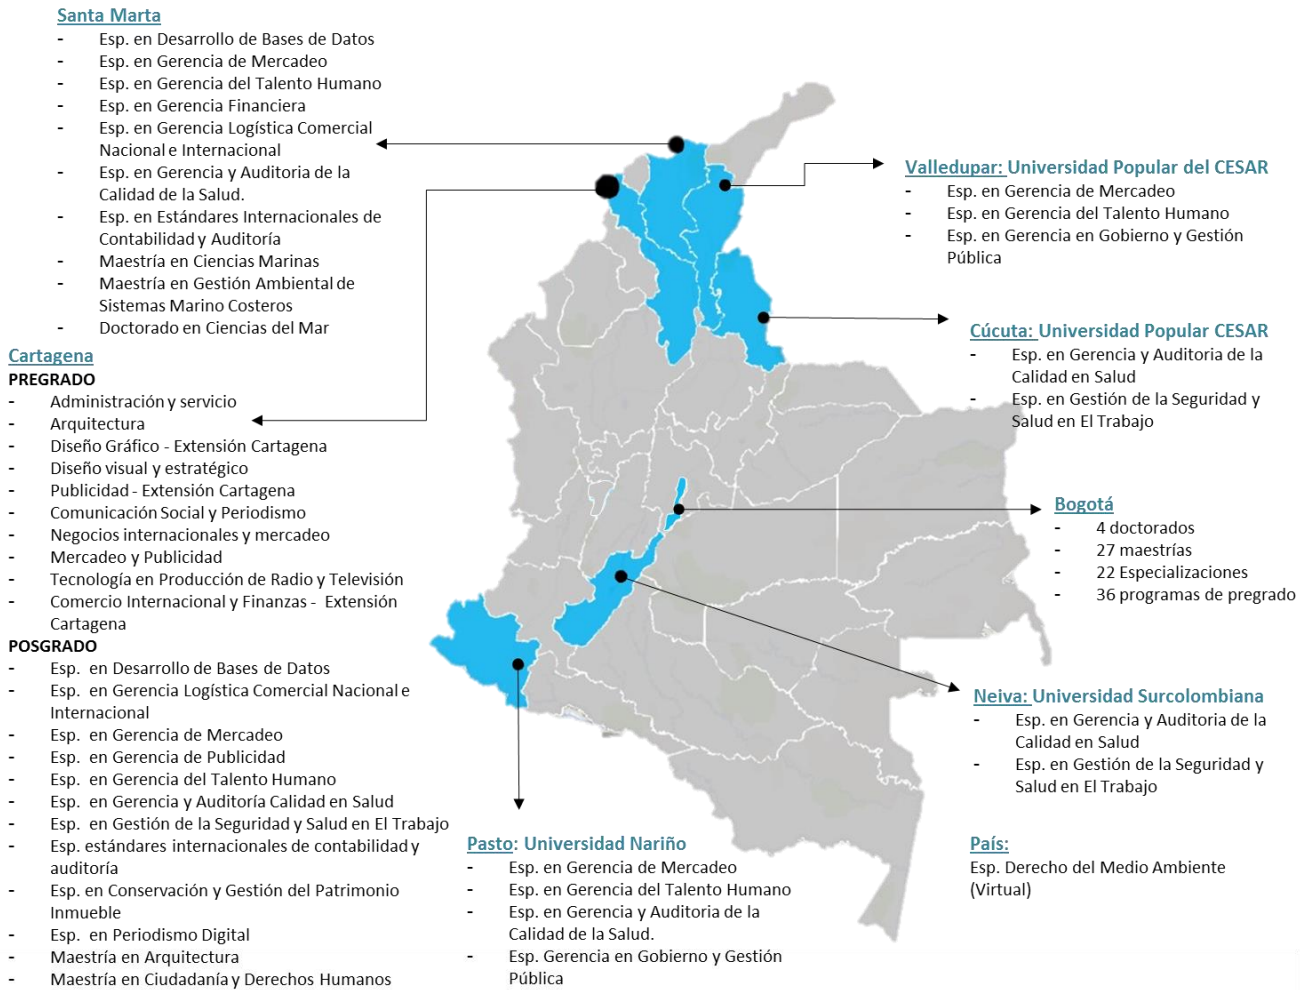 Santa Marta
- Esp. en Desarrollo de Bases de Datos
- Esp. en Gerencia de Mercadeo
- Esp. en Gerencia del Talento Humano
- Esp. en Gerencia Financiera
- Esp. en Gerencia Logística Comercial
Nacional e Internacional
- Esp. en Gerencia y Auditoria de la
Calidad de la Salud.
- Esp. en Estándares Internacionales de
Contabilidad y Auditoría
- Maestría en Ciencias Marinas
- Maestría en Gestión Ambiental de
Sistemas Marino Costeros
- Doctorado en Ciencias del Mar
Cartagena
PREGRADO
- Administración y servicio
- Arquitectura
- Diseño Gráfico - Extensión Cartagena
- Diseño visual y estratégico
- Publicidad - Extensión Cartagena
- Comunicación Social y Periodismo
- Negocios internacionales y mercadeo
- Mercadeo y Publicidad
- Tecnología en Producción de Radio y Televisión
- Comercio Internacional y Finanzas - Extensión
Cartagena
POSGRADO
- Esp. en Desarrollo de Bases de Datos
- Esp. en Gerencia Logística Comercial Nacional e
Internacional
- Esp. en Gerencia de Mercadeo
- Esp. en Gerencia de Publicidad
- Esp. en Gerencia del Talento Humano
- Esp. en Gerencia y Auditoría Calidad en Salud
- Esp. en Gestión de la Seguridad y Salud en El Trabajo
- Esp. estándares internacionales de contabilidad y
auditoría
- Esp. en Conservación y Gestión del Patrimonio
Inmueble
- Esp. en Periodismo Digital
- Maestría en Arquitectura
- Maestría en Ciudadanía y Derechos Humanos
Valledupar: Universidad Popular del CESAR
- Esp. en Gerencia de Mercadeo
- Esp. en Gerencia del Talento Humano
- Esp. en Gerencia en Gobierno y Gestión
Pública
Cúcuta: Universidad Popular CESAR
- Esp. en Gerencia y Auditoria de la
Calidad en Salud
- Esp. en Gestión de la Seguridad y
Salud en El Trabajo
Bogotá
- 4 doctorados
- 27 maestrías
- 22 Especializaciones
- 36 programas de pregrado
Neiva: Universidad Surcolombiana
- Esp. en Gerencia y Auditoria de la
Calidad en Salud
- Esp. en Gestión de la Seguridad y
Salud en El Trabajo
Pasto: Universidad Nariño
- Esp. en Gerencia de Mercadeo
- Esp. en Gerencia del Talento Humano
- Esp. en Gerencia y Auditoria de la
Calidad de la Salud.
- Esp. Gerencia en Gobierno y Gestión
Pública
País:
Esp. Derecho del Medio Ambiente
(Virtual)